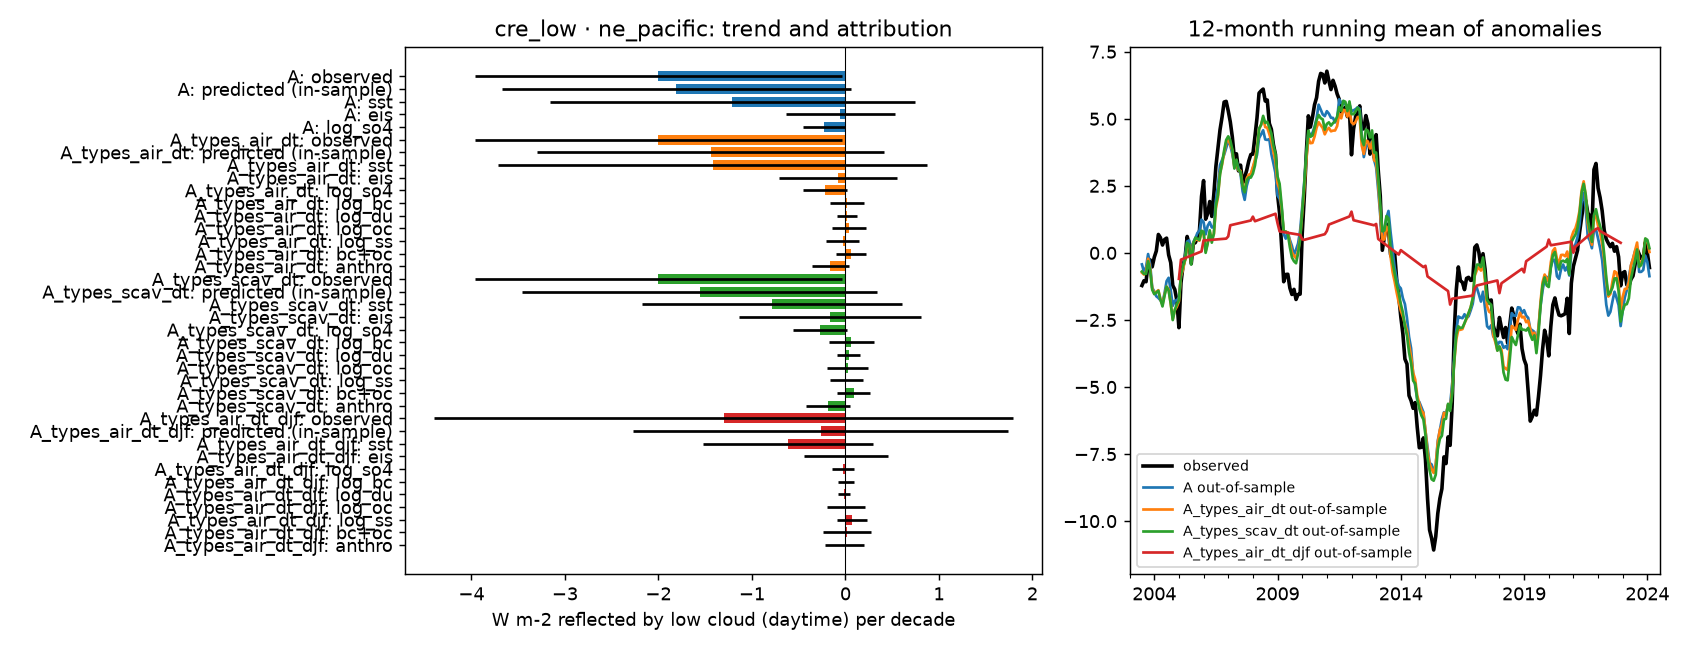 cre_low · ne_pacific: trend and attribution
A: observed
A: predicted (in-sample)
A: sst
A: eis
A: log_so4
A_types_air_dt: observed
A_types_air_dt: predicted (in-sample)
A_types_air_dt: sst
A_types_air_dt: eis
A_types_air_dt: log_so4
A_types_air_dt: log_bc
A_types_air_dt: log_du
A_types_air_dt: log_oc
A_types_air_dt: log_ss
A_types_air_dt: bc+oc
A_types_air_dt: anthro
A_types_scav_dt: observed
A_types_scav_dt: predicted (in-sample)
A_types_scav_dt: sst
A_types_scav_dt: eis
A_types_scav_dt: log_so4
A_types_scav_dt: log_bc
A_types_scav_dt: log_du
A_types_scav_dt: log_oc
A_types_scav_dt: log_ss
A_types_scav_dt: bc+oc
A_types_scav_dt: anthro
A_types_air_dt_djf: observed
A_types_air_dt_djf: predicted (in-sample)
A_types_air_dt_djf: sst
A_types_air_dt_djf: eis
A_types_air_dt_djf: log_so4
A_types_air_dt_djf: log_bc
A_types_air_dt_djf: log_du
A_types_air_dt_djf: log_oc
A_types_air_dt_djf: log_ss
A_types_air_dt_djf: bc+oc
A_types_air_dt_djf: anthro
−4 −3 −2 −1 0 1 2
W m-2 reflected by low cloud (daytime) per decade
12-month running mean of anomalies
7.5
5.0
2.5
0.0
−2.5
−5.0
−7.5
−10.0
observed
A out-of-sample
A_types_air_dt out-of-sample
A_types_scav_dt out-of-sample
A_types_air_dt_djf out-of-sample
2004 2009 2014 2019 2024